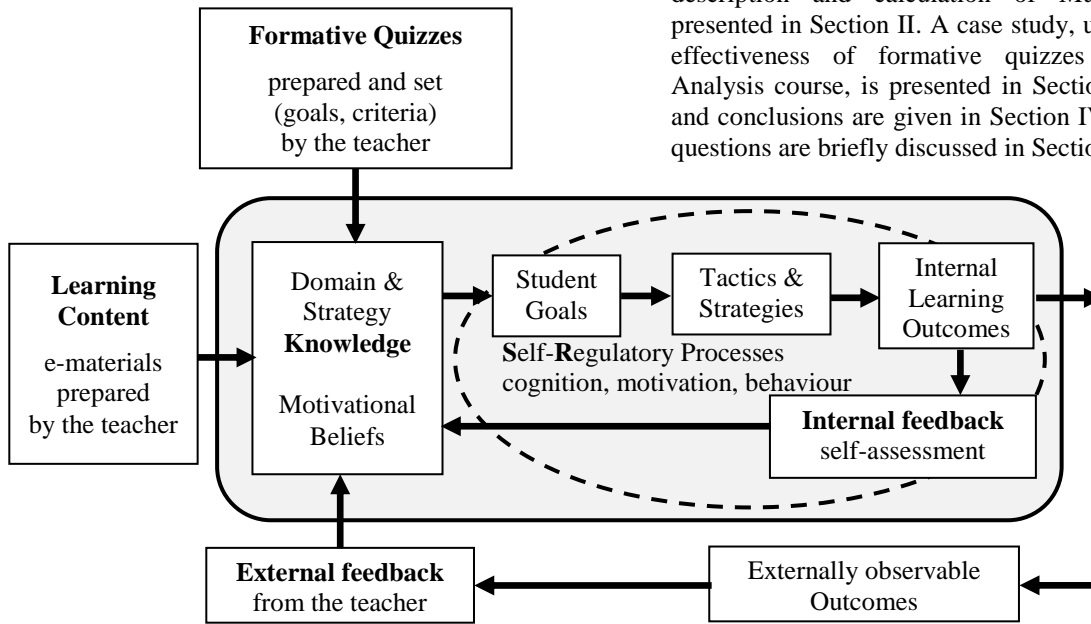 description and calculation of
presented in Section II. A case study,
effectiveness of formative quizzes
Analysis course, is presented in
and conclusions are given in Section
questions are briefly discussed in
Formative Quizzes
prepared and set
(goals, criteria)
by the teacher
Learning
Content
e-materials
prepared
by the teacher
Domain &
Strategy
Knowledge
Motivational
Beliefs
Student
Goals
Tactics &
Strategies
Internal
Learning
Outcomes
Self-Regulatory Processes
cognition, motivation, behaviour
Internal feedback
self-assessment
External feedback
from the teacher
Externally observable
Outcomes